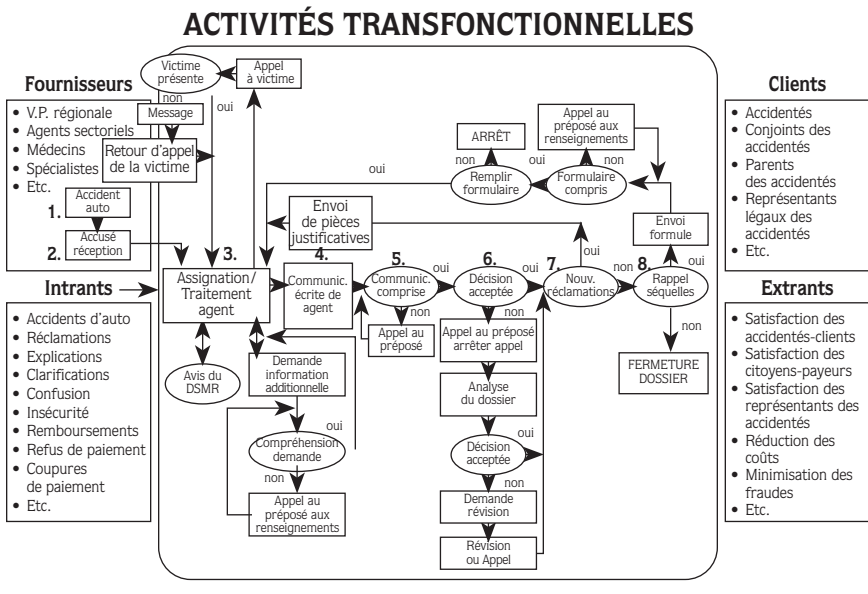 ACTIVITÉS TRANSFONCTIONNELLES
Fournisseurs
• V.P. régionale
• Agents sectoriels
• Médecins
• Spécialistes
• Etc.
1.
Accident
auto
2.
Accusé
réception
Intrants
• Accidents d'auto
• Réclamations
• Explications
• Clarifications
• Confusion
• Insécurité
• Remboursements
• Refus de paiement
• Coupures
de paiement
• Etc.
Victime
présente
Appel
à victime
non
oui
Message
Retour d'appel
de la victime
3.
Assignation/
Traitement
agent
Avis du
DSMR
Demande
information
additionnelle
oui
Compréhension
demande
non
Appel au
préposé aux
renseignements
oui
Envoi
de pièces
justificatives
4.
Communic.
écrite de
agent
5.
Communic.
comprise
oui
non
Appel au
préposé
6.
Décision
acceptée
oui
non
Appel au préposé
arrêter appel
Analyse
du dossier
oui
Décision
acceptée
non
Demande
révision
Révision
ou Appel
7.
Nouv.
réclamations
oui
non
8.
Rappel
séquelles
oui
non
FERMETURE
DOSSIER
Envoi
formule
Appel au
préposé aux
renseignements
ARRÊT
non
oui
non
Remplir
formulaire
Formulaire
compris
Clients
• Accidentés
• Conjoints des
accidentés
• Parents
des accidentés
• Représentants
légaux des
accidentés
• Etc.
Extrants
• Satisfaction des
accidentés-clients
• Satisfaction des
citoyens-payeurs
• Satisfaction des
représentants des
accidentés
• Réduction des
coûts
• Minimisation des
fraudes
• Etc.